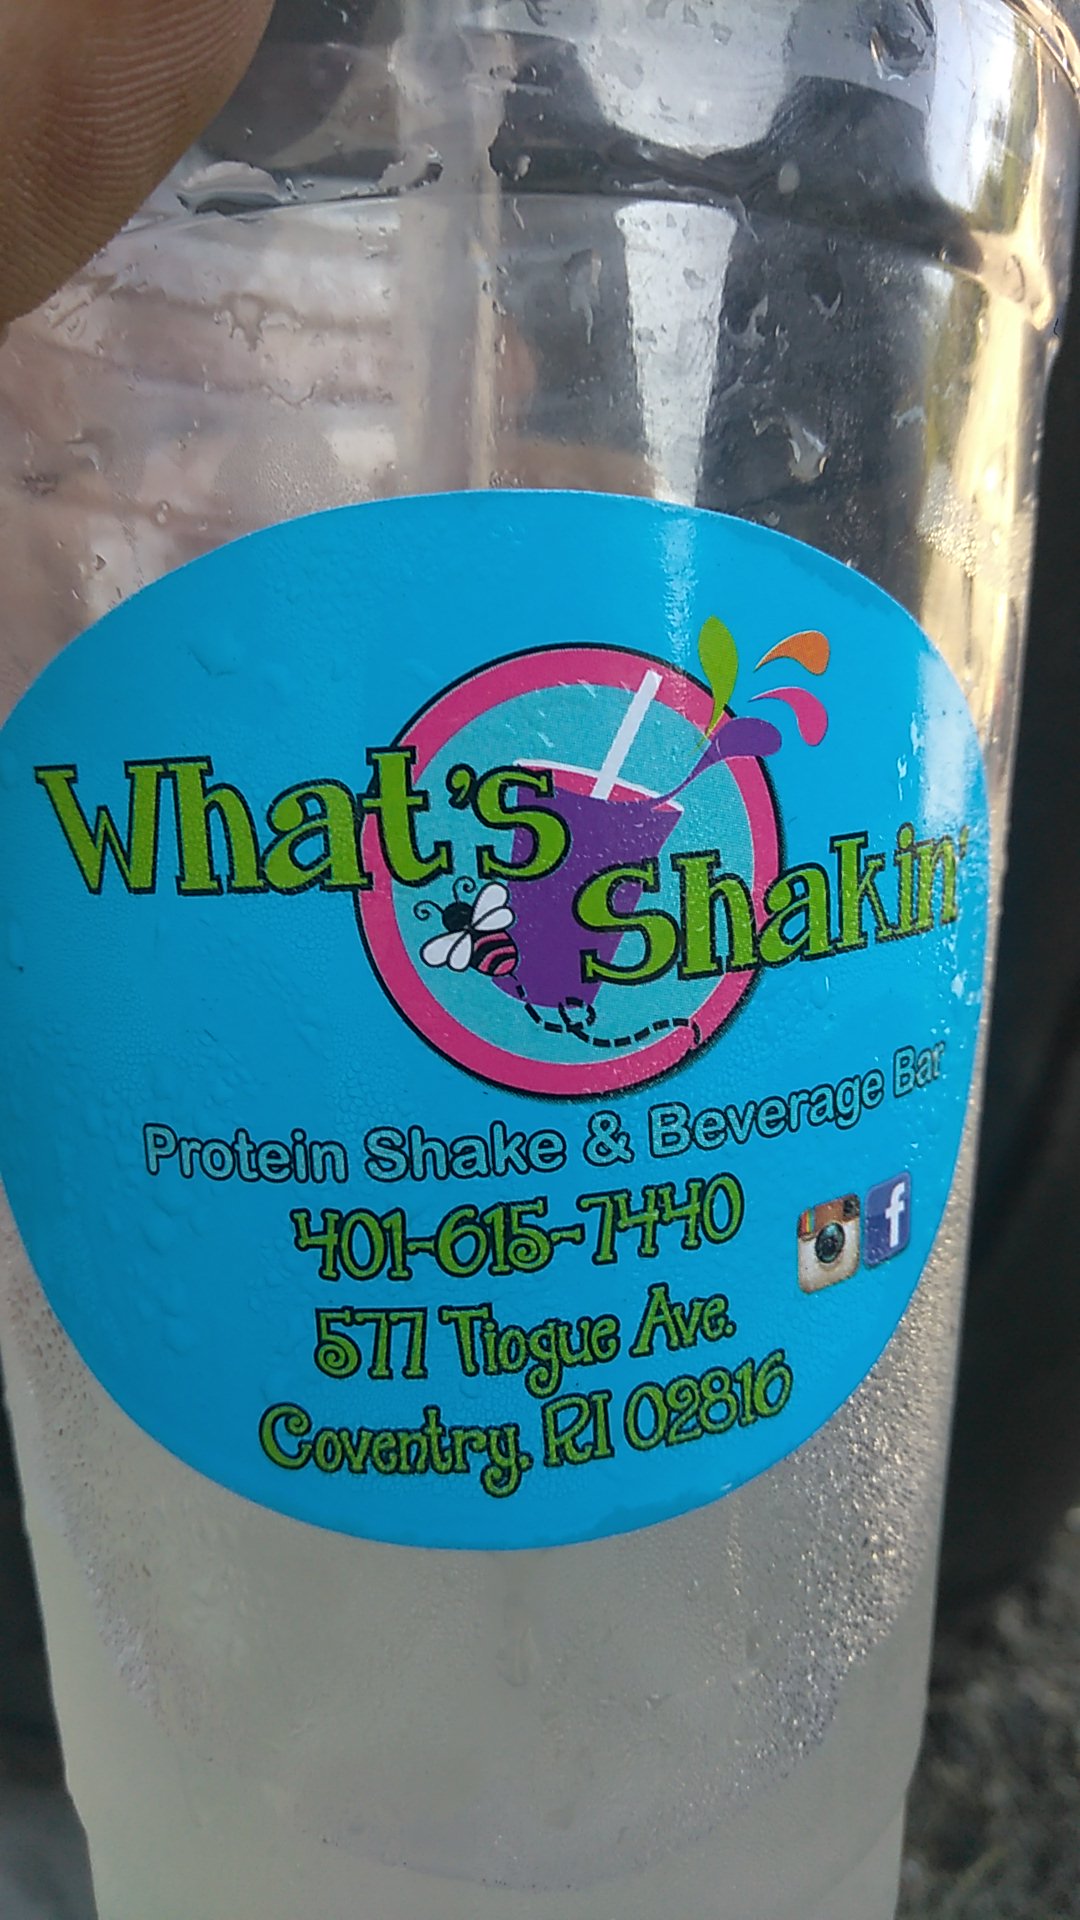 What's
Shakin'
Protein Shake & Beverage Bar
401-615-7440
577 Tiogue Ave.
Coventry, RI 02816
f